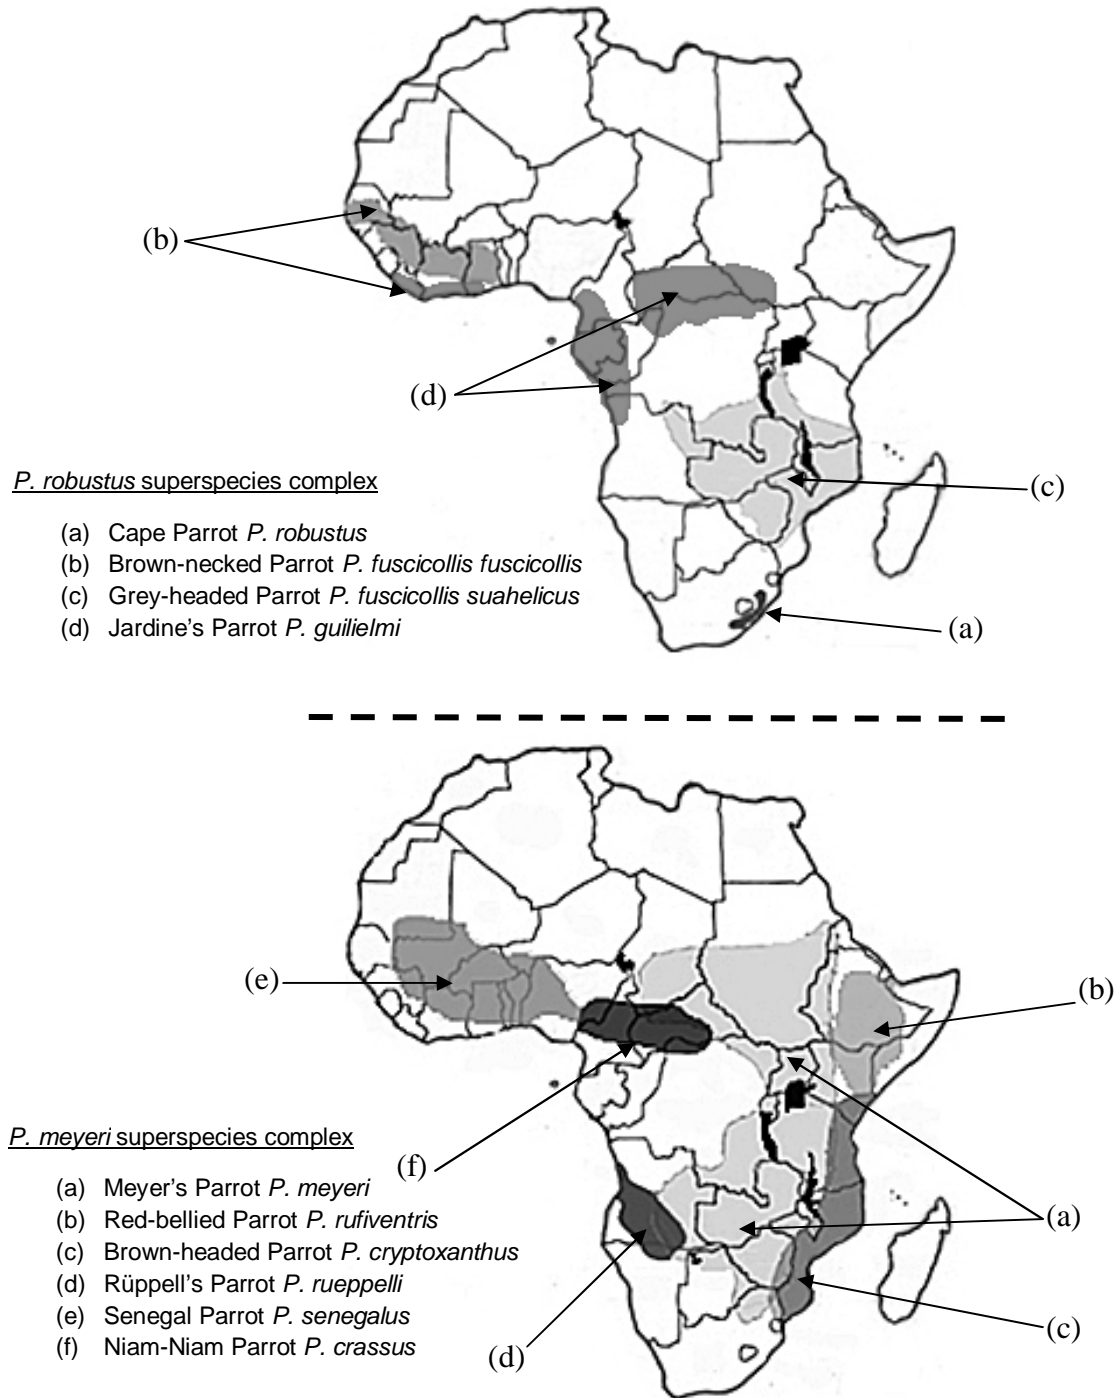 (b)
(d)
(c)
(a)
P. robustus superspecies complex
(a) Cape Parrot P. robustus
(b) Brown-necked Parrot P. fuscicollis fuscicollis
(c) Grey-headed Parrot P. fuscicollis suahelicus
(d) Jardine's Parrot P. guilielmi
(e)
(b)
(f)
(a)
(c)
(d)
P. meyeri superspecies complex
(a) Meyer's Parrot P. meyeri
(b) Red-bellied Parrot P. rufiventris
(c) Brown-headed Parrot P. cryptoxanthus
(d) Rüppell's Parrot P. rueppelli
(e) Senegal Parrot P. senegalus
(f) Niam-Niam Parrot P. crassus